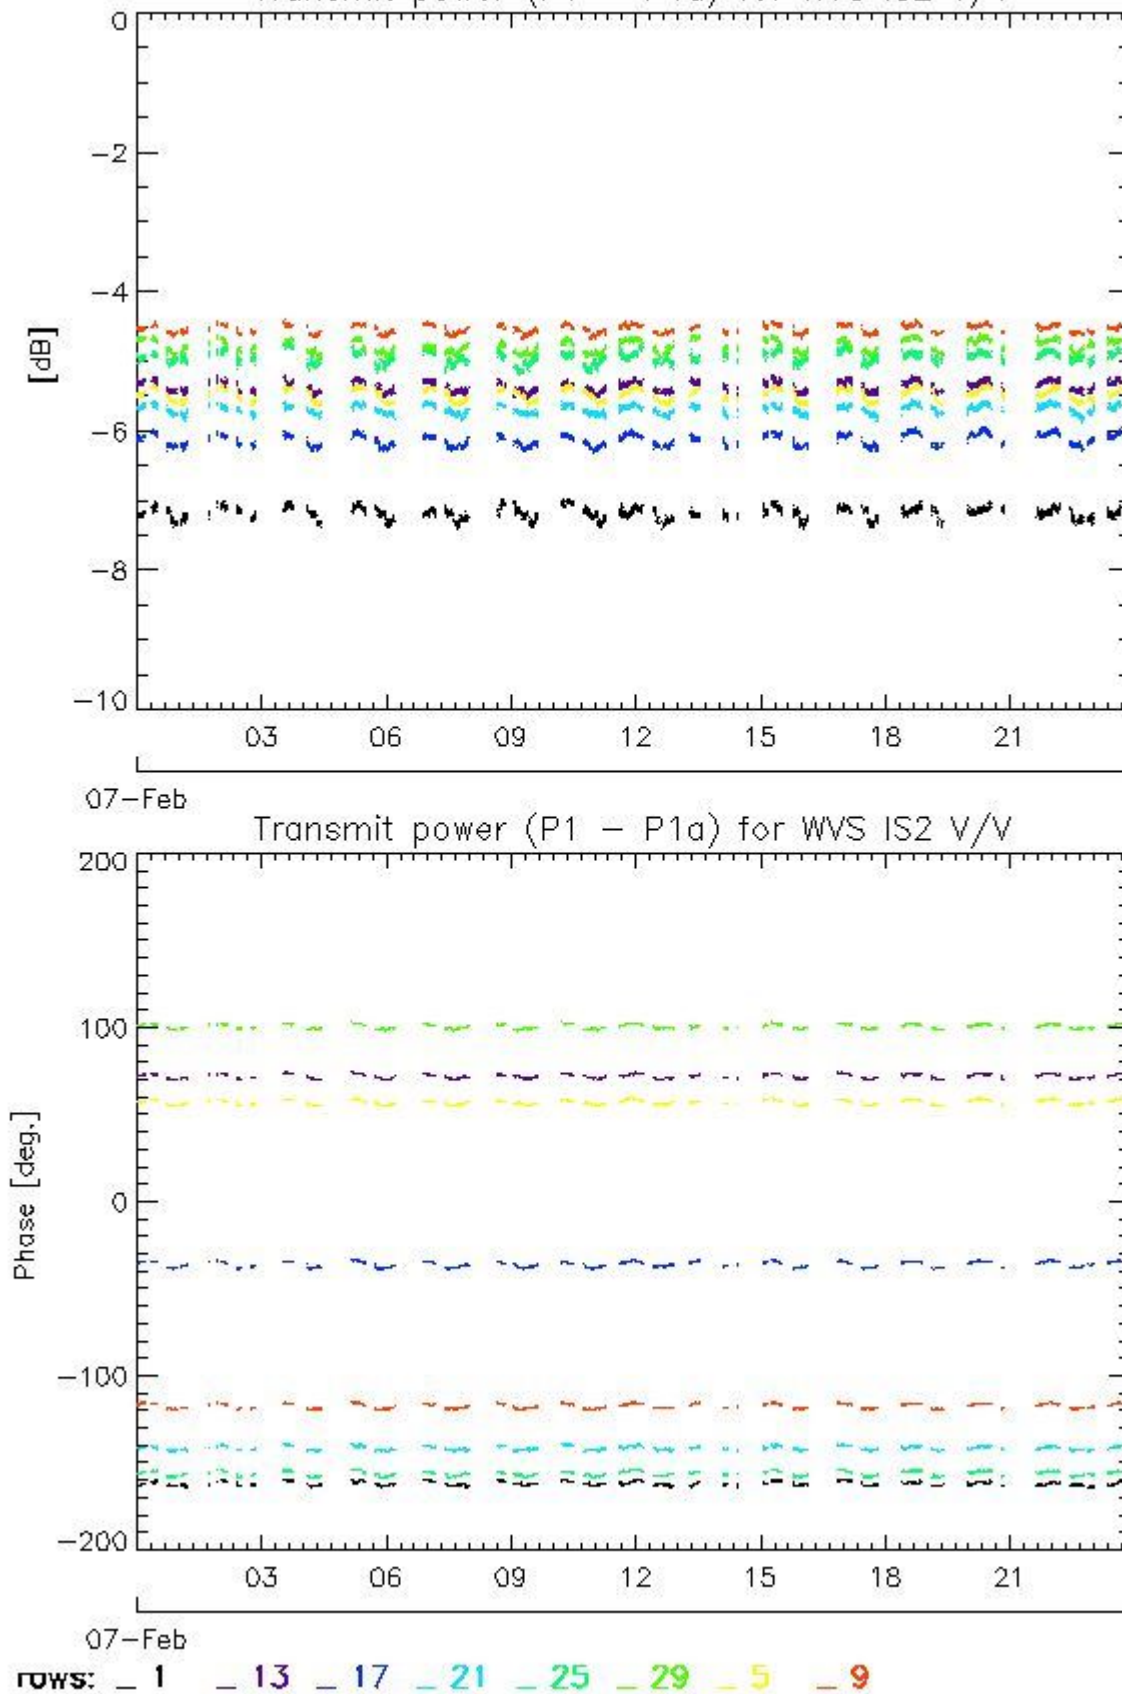 0
-2
-4
[dB]
-6
-8
-10
03 06 09 12 15 18 21
07-Feb
Transmit power (P1 - P1a) for WVS IS2 V/V
200
100
0
Phase [deg.]
-100
-200
03 06 09 12 15 18 21
07-Feb
rows: _ 1 _ 13 _ 17 _ 21 _ 25 _ 29 _ 5 _ 9